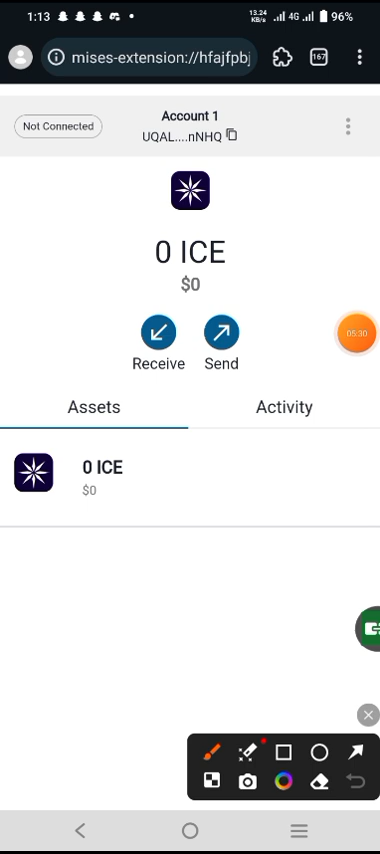 1:13
13.24 KB/s
4G
96%
mises-extension://hfajfpbj
167
Not Connected
Account 1
UQAL....nNHQ
0 ICE
$0
05:30
Receive
Send
Assets
Activity
0 ICE
$0